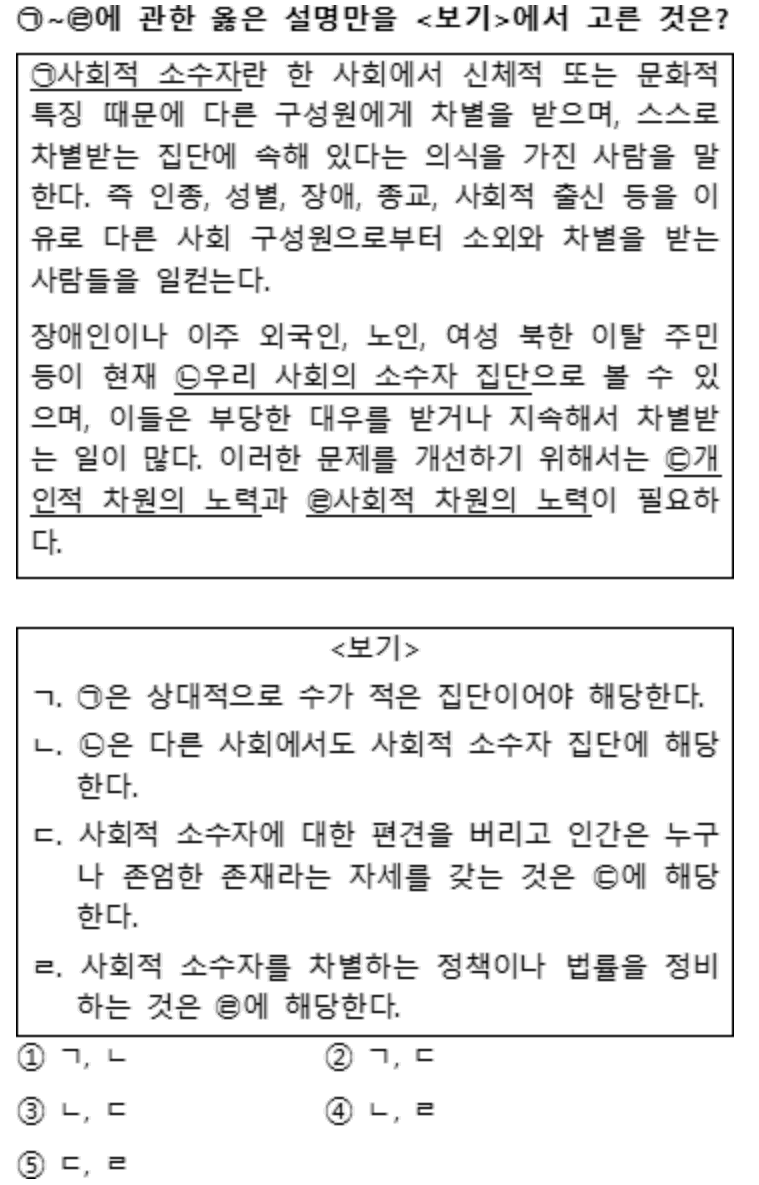 ㉠~㉣에 관한 옳은 설명만을 <보기>에서 고른 것은?
㉠사회적 소수자란 한 사회에서 신체적 또는 문화적
특징 때문에 다른 구성원에게 차별을 받으며, 스스로
차별받는 집단에 속해 있다는 의식을 가진 사람을 말
한다. 즉 인종, 성별, 장애, 종교, 사회적 출신 등을 이
유로 다른 사회 구성원으로부터 소외와 차별을 받는
사람들을 일컫는다.
장애인이나 이주 외국인, 노인, 여성 북한 이탈 주민
등이 현재 ㉡우리 사회의 소수자 집단으로 볼 수 있
으며, 이들은 부당한 대우를 받거나 지속해서 차별받
는 일이 많다. 이러한 문제를 개선하기 위해서는 ㉢개
인적 차원의 노력과 ㉣사회적 차원의 노력이 필요하
다.
<보기>
ㄱ. ㉠은 상대적으로 수가 적은 집단이어야 해당한다.
ㄴ. ㉡은 다른 사회에서도 사회적 소수자 집단에 해당
한다.
ㄷ. 사회적 소수자에 대한 편견을 버리고 인간은 누구
나 존엄한 존재라는 자세를 갖는 것은 ㉢에 해당
한다.
ㄹ. 사회적 소수자를 차별하는 정책이나 법률을 정비
하는 것은 ㉣에 해당한다.
① ㄱ, ㄴ ② ㄱ, ㄷ
③ ㄴ, ㄷ ④ ㄴ, ㄹ
⑤ ㄷ, ㄹ